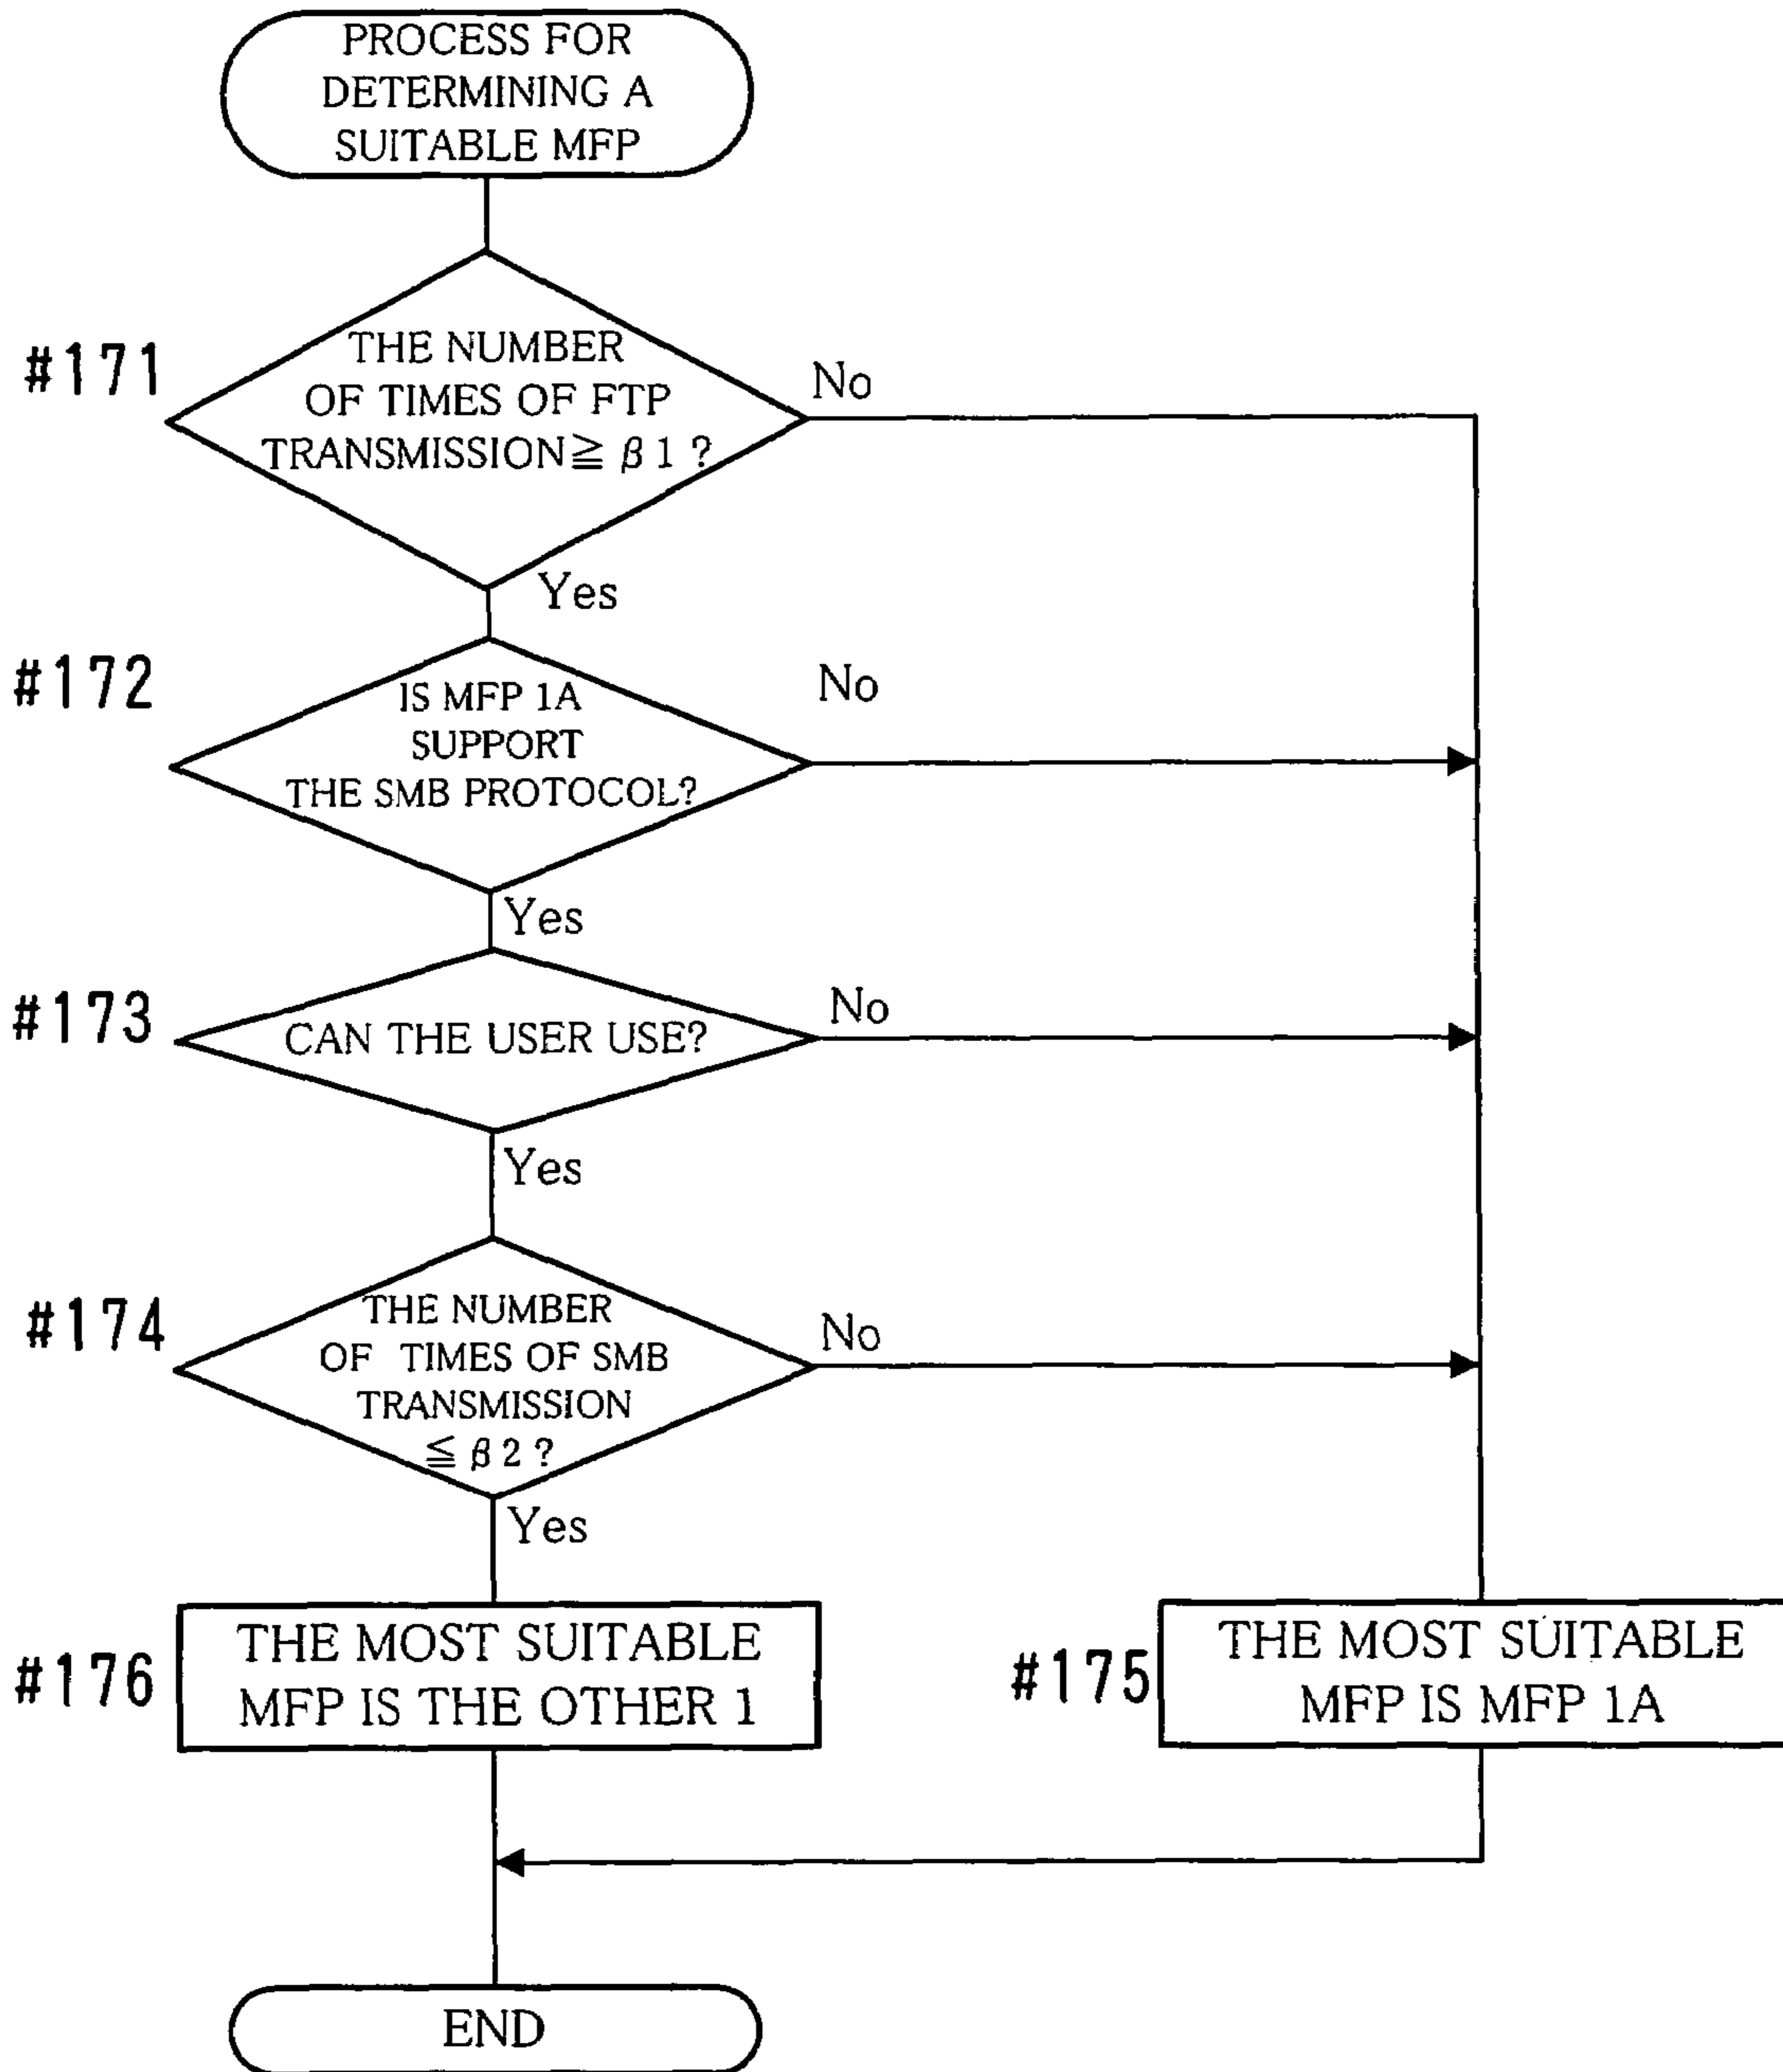 PROCESS FOR
DETERMINING A
SUITABLE MFP
#171
THE NUMBER
OF TIMES OF FTP
TRANSMISSION≧ β 1 ?
No
Yes
#172
IS MFP 1A
SUPPORT
THE SMB PROTOCOL?
No
Yes
#173
CAN THE USER USE?
No
Yes
#174
THE NUMBER
OF TIMES OF SMB
TRANSMISSION
≦ β 2 ?
No
Yes
#176
THE MOST SUITABLE
MFP IS THE OTHER 1
#175
THE MOST SUITABLE
MFP IS MFP 1A
END